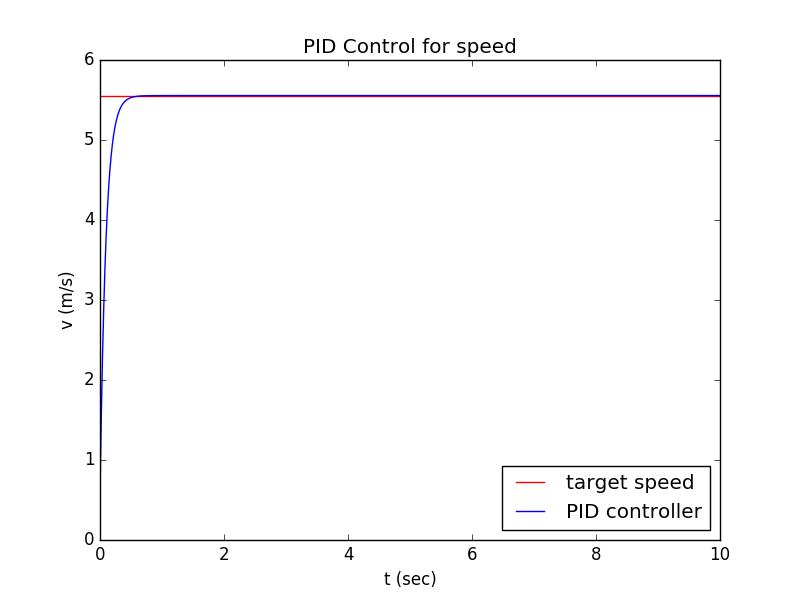 PID Control for speed
6
5
4
3
2
1
0
v (m/s)
0 2 4 6 8 10
t (sec)
target speed
PID controller